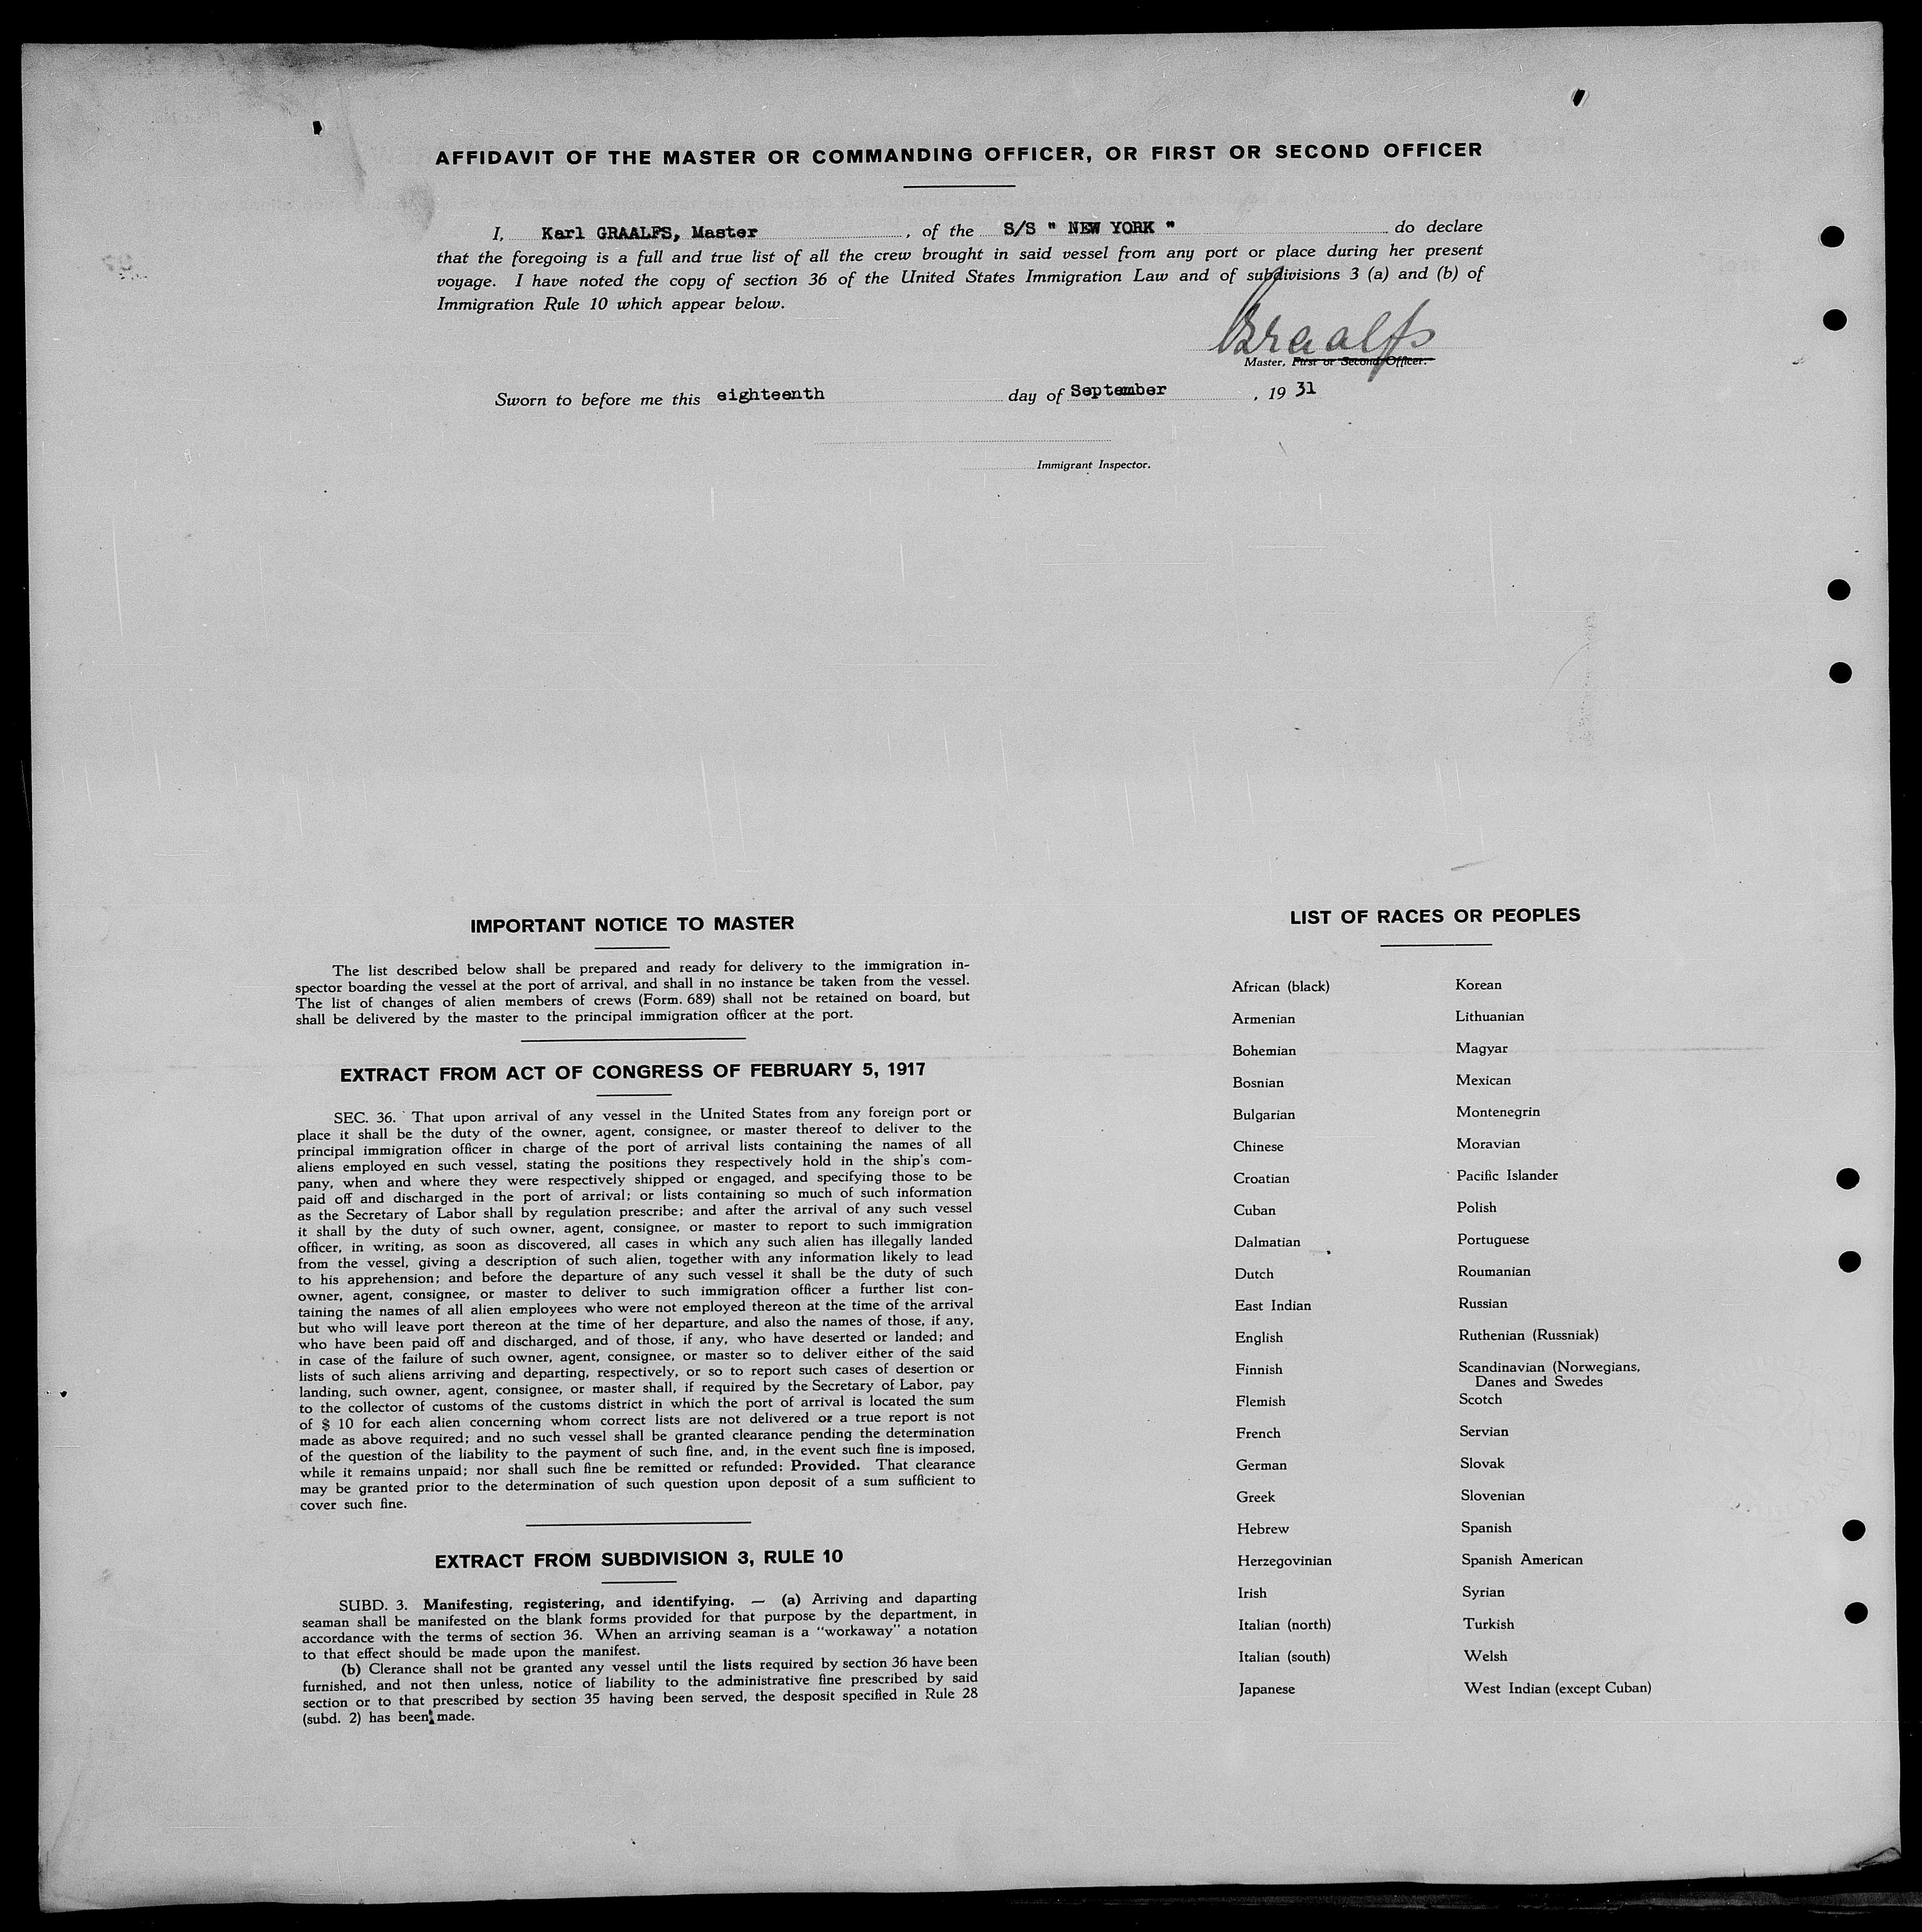 AFFIDAVIT OF THE MASTER OR COMMANDING OFFICER, OR FIRST OR SECOND OFFICER
I, Karl GRAALFS, Master , of the S/S " NEW YORK " do declare
that the foregoing is a full and true list of all the crew brought in said vessel from any port or place during her present
voyage. I have noted the copy of section 36 of the United States Immigration Law and of subdivisions 3 (a) and (b) of
Immigration Rule 10 which appear below.
Graalfs
Master, First or Second Officer.
Sworn to before me this eighteenth day of September , 19 31
Immigrant Inspector.
IMPORTANT NOTICE TO MASTER
The list described below shall be prepared and ready for delivery to the immigration in-
spector boarding the vessel at the port of arrival, and shall in no instance be taken from the vessel.
The list of changes of alien members of crews (Form. 689) shall not be retained on board, but
shall be delivered by the master to the principal immigration officer at the port.
EXTRACT FROM ACT OF CONGRESS OF FEBRUARY 5, 1917
SEC. 36. That upon arrival of any vessel in the United States from any foreign port or
place it shall be the duty of the owner, agent, consignee, or master thereof to deliver to the
principal immigration officer in charge of the port of arrival lists containing the names of all
aliens employed en such vessel, stating the positions they respectively hold in the ship's com-
pany, when and where they were respectively shipped or engaged, and specifying those to be
paid off and discharged in the port of arrival; or lists containing so much of such information
as the Secretary of Labor shall by regulation prescribe; and after the arrival of any such vessel
it shall by the duty of such owner, agent, consignee, or master to report to such immigration
officer, in writing, as soon as discovered, all cases in which any such alien has illegally landed
from the vessel, giving a description of such alien, together with any information likely to lead
to his apprehension; and before the departure of any such vessel it shall be the duty of such
owner, agent, consignee, or master to deliver to such immigration officer a further list con-
taining the names of all alien employees who were not employed thereon at the time of the arrival
but who will leave port thereon at the time of her departure, and also the names of those, if any,
who have been paid off and discharged, and of those, if any, who have deserted or landed; and
in case of the failure of such owner, agent, consignee, or master so to deliver either of the said
lists of such aliens arriving and departing, respectively, or so to report such cases of desertion or
landing, such owner, agent, consignee, or master shall, if required by the Secretary of Labor, pay
to the collector of customs of the customs district in which the port of arrival is located the sum
of $ 10 for each alien concerning whom correct lists are not delivered or a true report is not
made as above required; and no such vessel shall be granted clearance pending the determination
of the question of the liability to the payment of such fine, and, in the event such fine is imposed,
while it remains unpaid; nor shall such fine be remitted or refunded: Provided. That clearance
may be granted prior to the determination of such question upon deposit of a sum sufficient to
cover such fine.
EXTRACT FROM SUBDIVISION 3, RULE 10
SUBD. 3. Manifesting, registering, and identifying. — (a) Arriving and daparting
seaman shall be manifested on the blank forms provided for that purpose by the department, in
accordance with the terms of section 36. When an arriving seaman is a "workaway" a notation
to that effect should be made upon the manifest.
(b) Clerance shall not be granted any vessel until the lists required by section 36 have been
furnished, and not then unless, notice of liability to the administrative fine prescribed by said
section or to that prescribed by section 35 having been served, the desposit specified in Rule 28
(subd. 2) has been made.
LIST OF RACES OR PEOPLES
African (black)
Armenian
Bohemian
Bosnian
Bulgarian
Chinese
Croatian
Cuban
Dalmatian
Dutch
East Indian
English
Finnish
Flemish
French
German
Greek
Hebrew
Herzegovinian
Irish
Italian (north)
Italian (south)
Japanese
Korean
Lithuanian
Magyar
Mexican
Montenegrin
Moravian
Pacific Islander
Polish
Portuguese
Roumanian
Russian
Ruthenian (Russniak)
Scandinavian (Norwegians,
Danes and Swedes
Scotch
Servian
Slovak
Slovenian
Spanish
Spanish American
Syrian
Turkish
Welsh
West Indian (except Cuban)